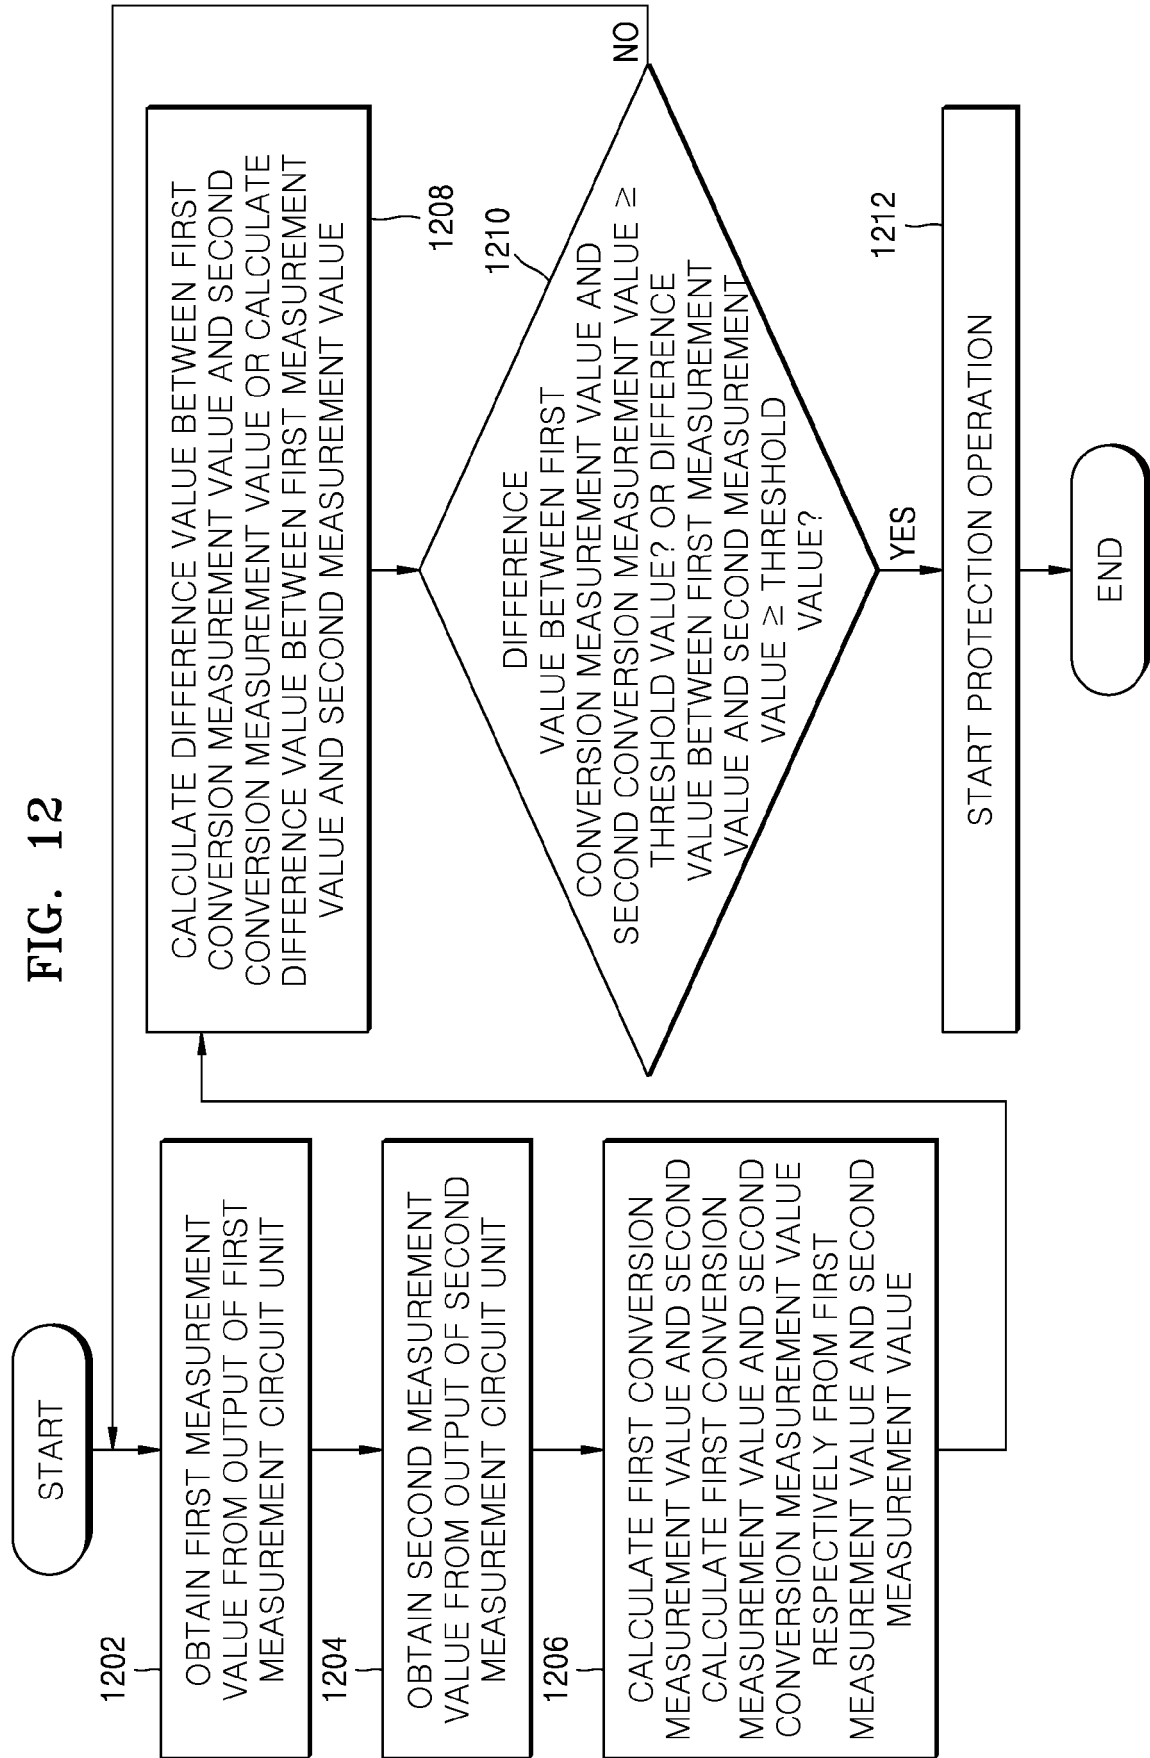 FIG. 12
START
1202
OBTAIN FIRST MEASUREMENT
VALUE FROM OUTPUT OF FIRST
MEASUREMENT CIRCUIT UNIT
1204
OBTAIN SECOND MEASUREMENT
VALUE FROM OUTPUT OF SECOND
MEASUREMENT CIRCUIT UNIT
1206
CALCULATE FIRST CONVERSION
MEASUREMENT VALUE AND SECOND
CALCULATE FIRST CONVERSION
MEASUREMENT VALUE AND SECOND
CONVERSION MEASUREMENT VALUE
RESPECTIVELY FROM FIRST
MEASUREMENT VALUE AND SECOND
MEASUREMENT VALUE
CALCULATE DIFFERENCE VALUE BETWEEN FIRST
CONVERSION MEASUREMENT VALUE AND SECOND
CONVERSION MEASUREMENT VALUE OR CALCULATE
DIFFERENCE VALUE BETWEEN FIRST MEASUREMENT
VALUE AND SECOND MEASUREMENT VALUE
1208
1210
DIFFERENCE
VALUE BETWEEN FIRST
CONVERSION MEASUREMENT VALUE AND
SECOND CONVERSION MEASUREMENT VALUE ≥
THRESHOLD VALUE? OR DIFFERENCE
VALUE BETWEEN FIRST MEASUREMENT
VALUE AND SECOND MEASUREMENT
VALUE ≥ THRESHOLD
VALUE?
NO
YES
1212
START PROTECTION OPERATION
END